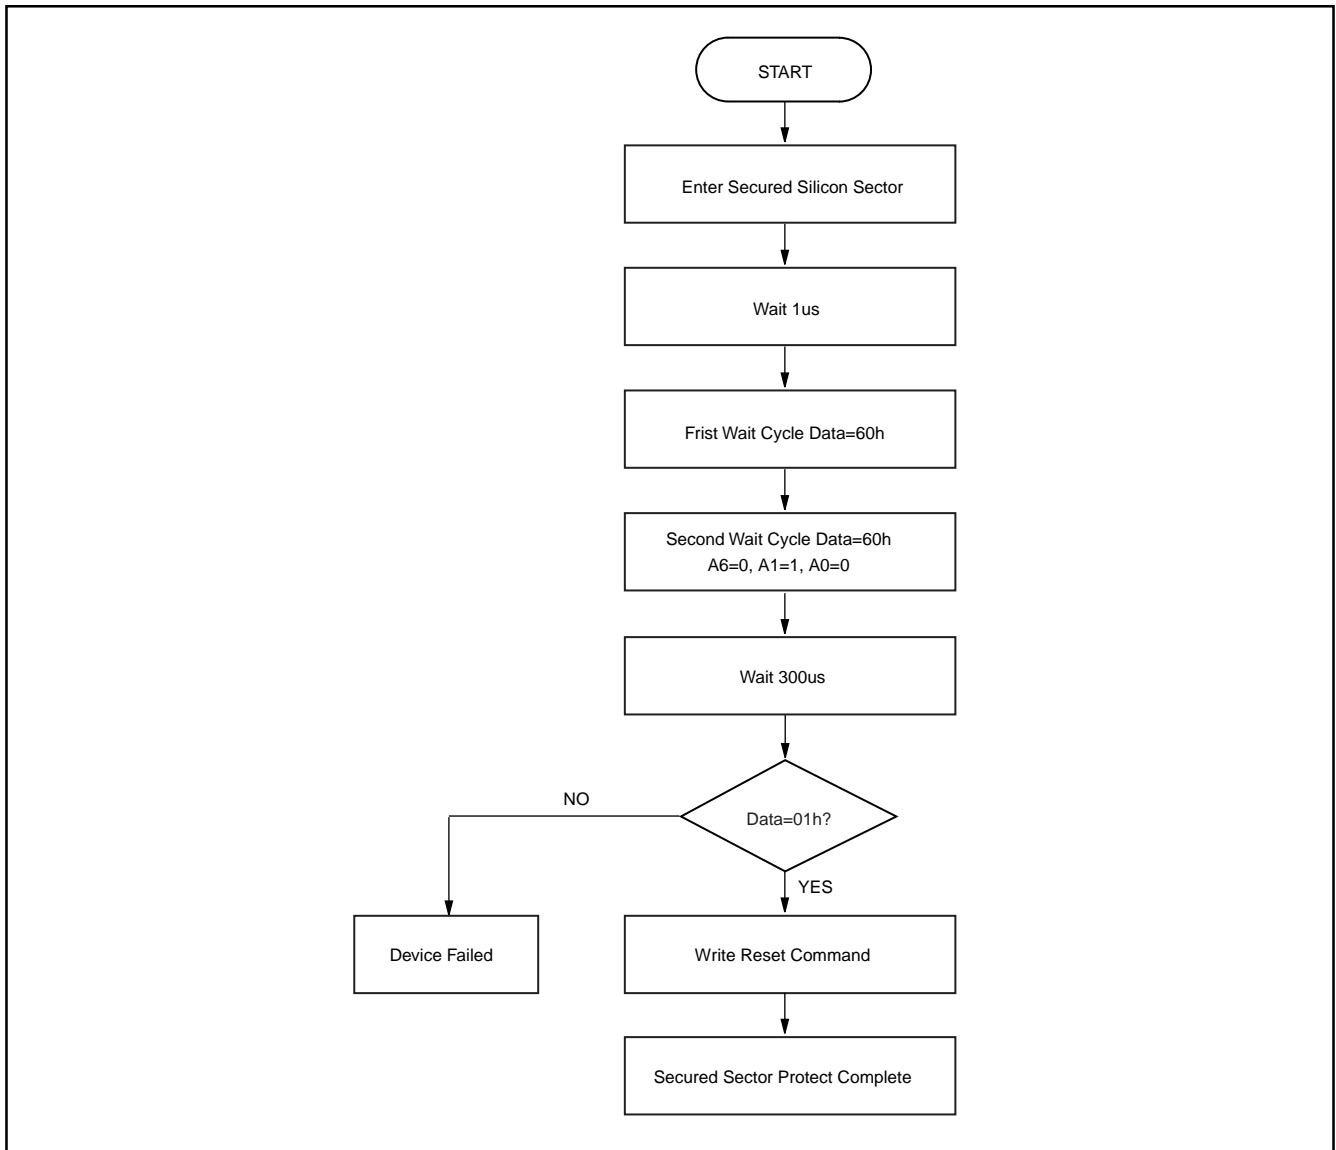 START
Enter Secured Silicon Sector
Wait 1us
Frist Wait Cycle Data=60h
Second Wait Cycle Data=60h
A6=0, A1=1, A0=0
Wait 300us
NO
Data=01h?
YES
Device Failed
Write Reset Command
Secured Sector Protect Complete